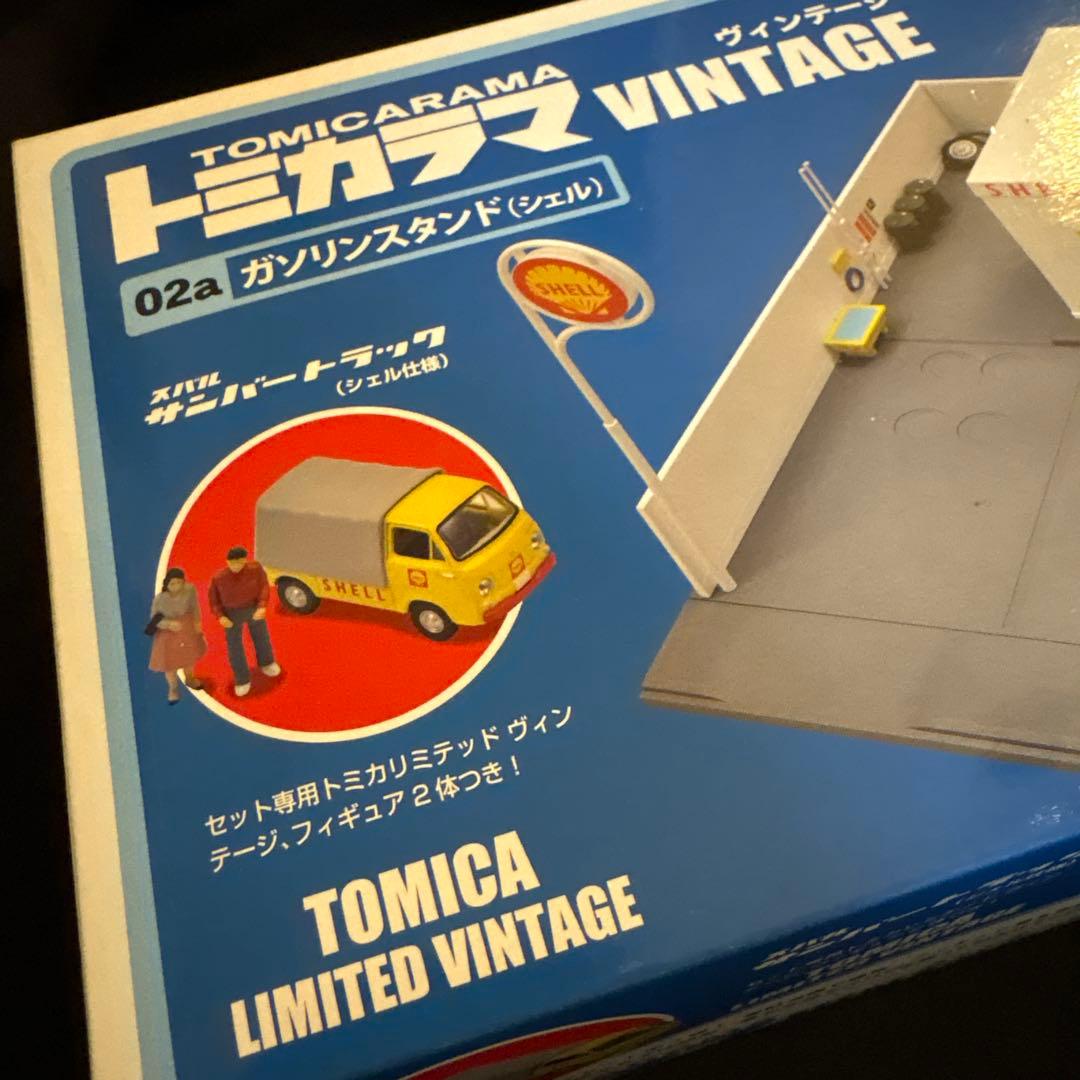 ヴィンテージ
TOMICARAMA
トミカラマ VINTAGE
02a ガソリンスタンド(シェル)
SHELL
SHE
スバル
サンバートラック
(シェル仕様)
SHELL
セット専用トミカリミテッド ヴィン
テージ、フィギュア2体つき!
TOMICA
LIMITED VINTAGE